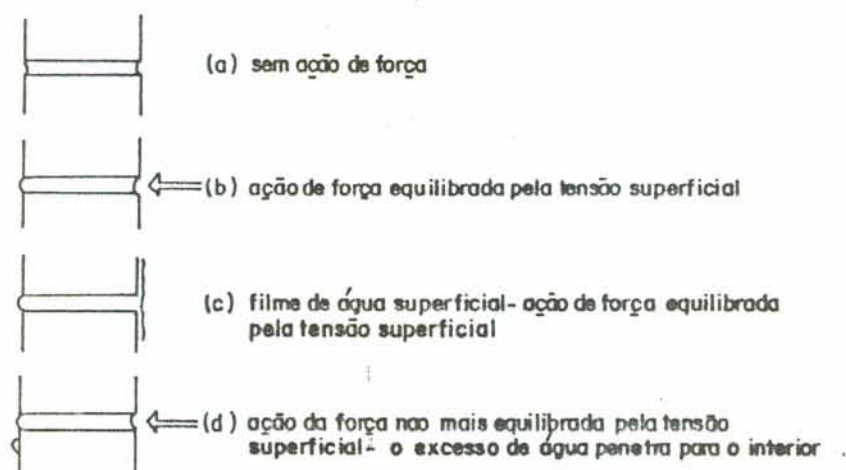 (a) sem ação de força
(b) ação de força equilibrada pela tensão superficial
(c) filme de água superficial- ação de força equilibrada
pela tensão superficial
(d) ação da força nao mais equilibrada pela tensão
superficial- o excesso de água penetra para o interior